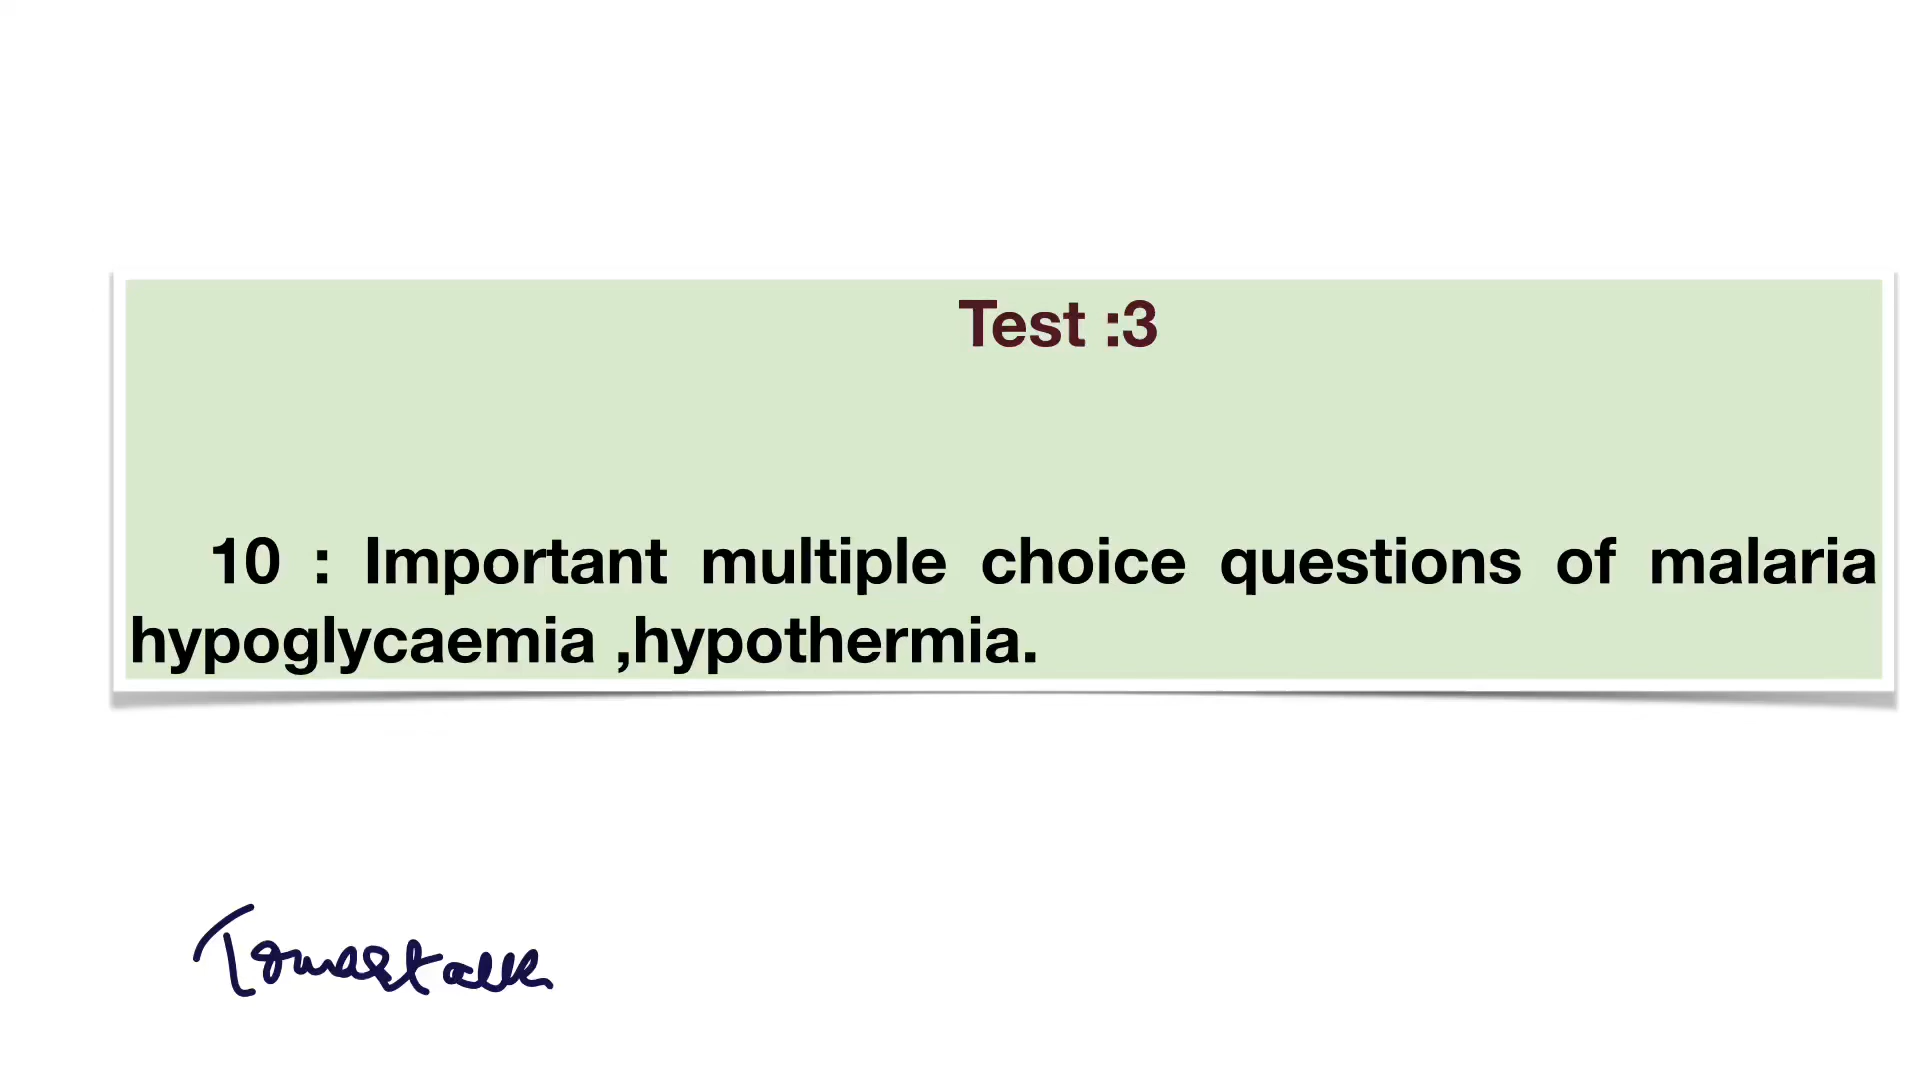 Test :3
10 : Important multiple choice questions of malaria
hypoglycaemia ,hypothermia.